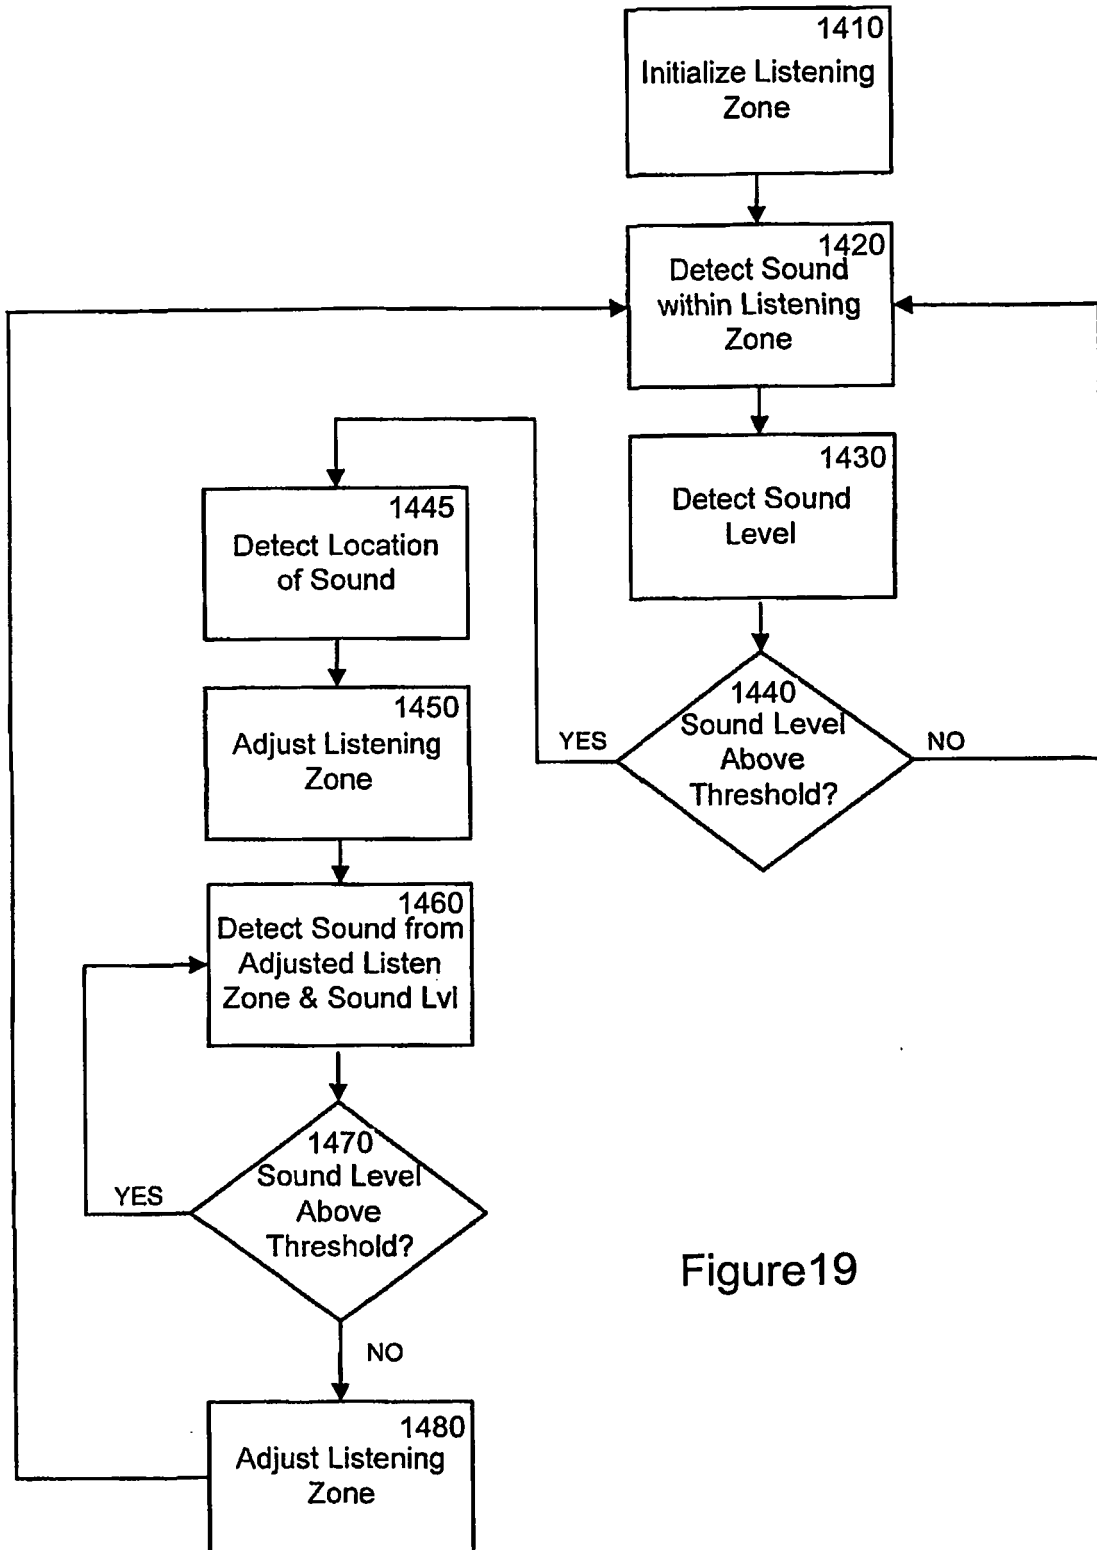 1410
Initialize Listening
Zone
1420
Detect Sound
within Listening
Zone
1430
Detect Sound
Level
1440
Sound Level
Above
Threshold?
YES
NO
1445
Detect Location
of Sound
1450
Adjust Listening
Zone
1460
Detect Sound from
Adjusted Listen
Zone & Sound Lvl
1470
Sound Level
Above
Threshold?
YES
NO
1480
Adjust Listening
Zone
Figure19